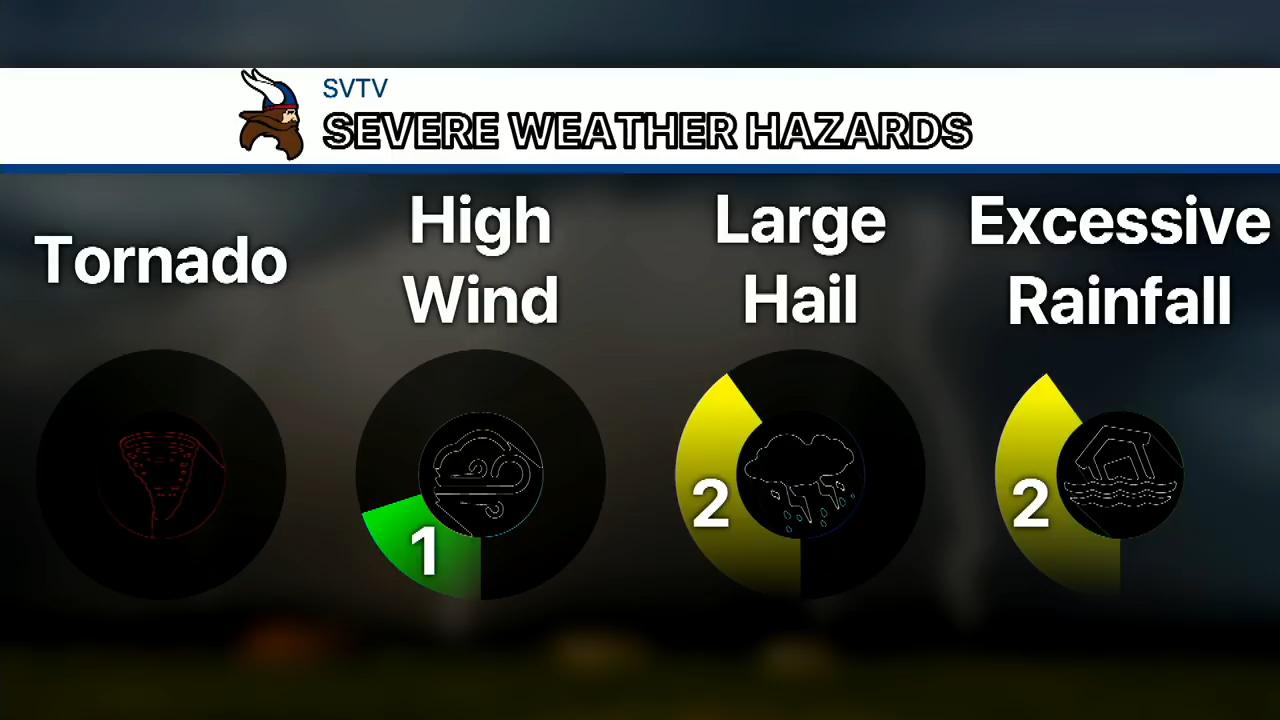 SVTV
SEVERE WEATHER HAZARDS
Tornado
High
Wind
Large
Hail
Excessive
Rainfall
1
2
2